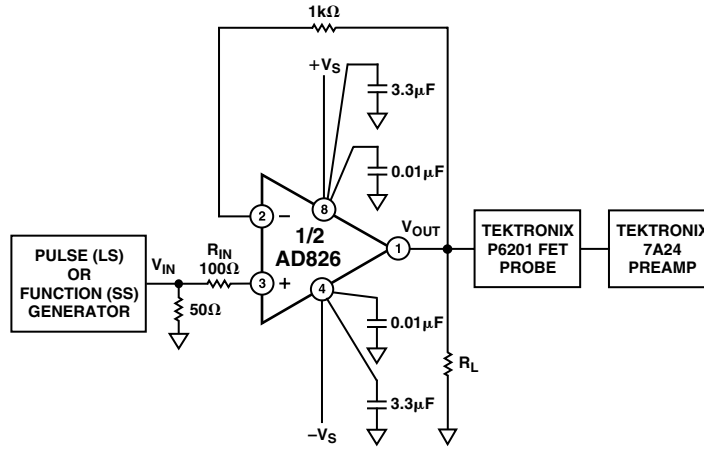 1kΩ
+VS
3.3μF
0.01μF
8
2
−
1/2
AD826
VOUT
1
TEKTRONIX
P6201 FET
PROBE
TEKTRONIX
7A24
PREAMP
PULSE (LS)
OR
FUNCTION (SS)
GENERATOR
VIN
RIN
100Ω
3
+
50Ω
4
0.01μF
RL
3.3μF
−VS